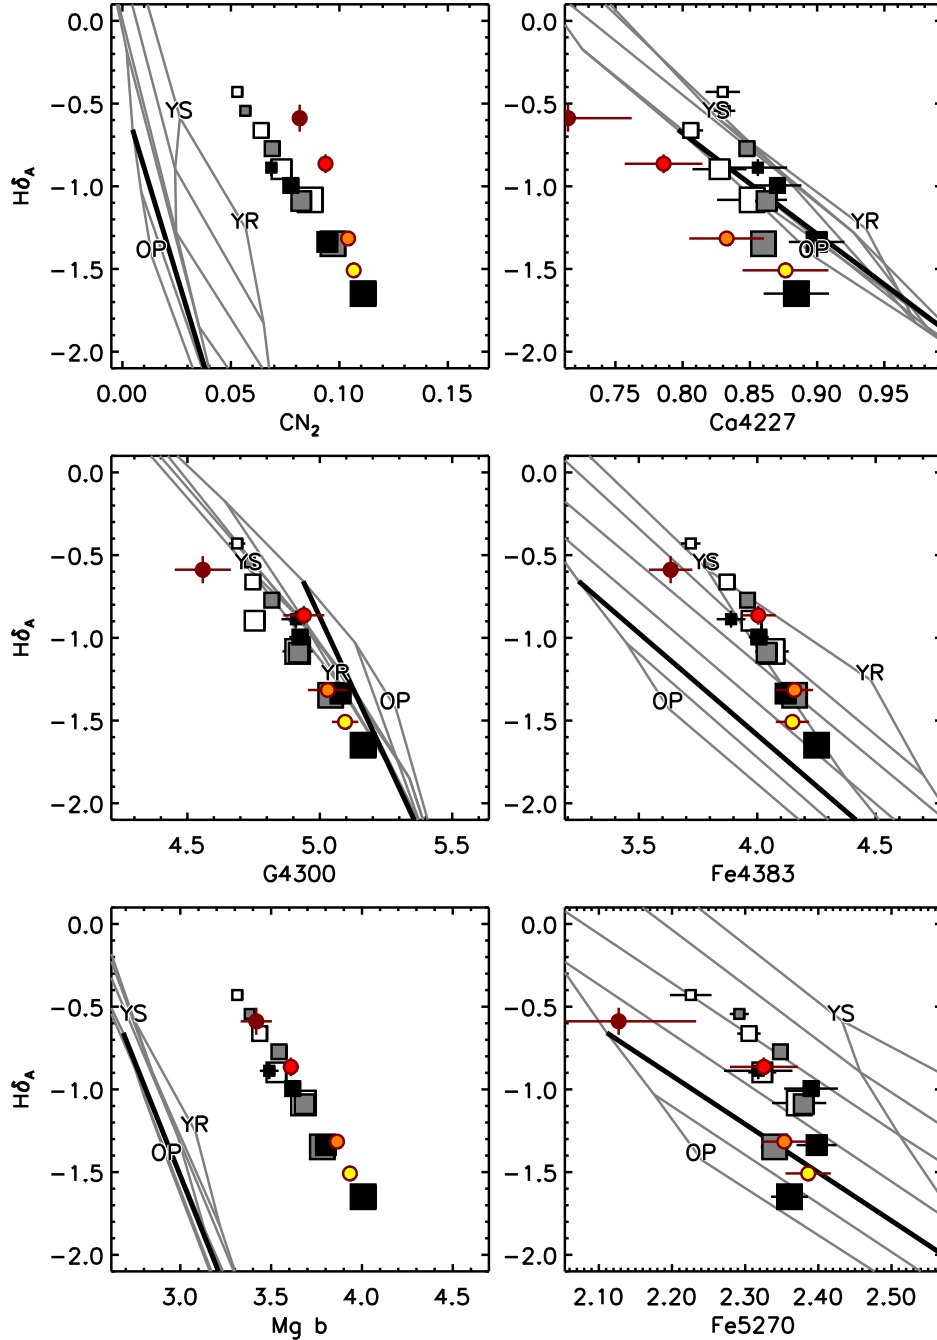 0.0
−0.5
−1.0
−1.5
−2.0
HδA
YS
YR
OP
0.00 0.05 0.10 0.15
CN2
YS
YR
OP
0.75 0.80 0.85 0.90 0.95
Ca4227
0.0
−0.5
−1.0
−1.5
−2.0
HδA
YS
YR
OP
4.5 5.0 5.5
G4300
0.0
−0.5
−1.0
−1.5
−2.0
YS
YR
OP
3.5 4.0 4.5
Fe4383
0.0
−0.5
−1.0
−1.5
−2.0
HδA
YS
YR
OP
3.0 3.5 4.0
Mg b
0.0
−0.5
−1.0
−1.5
−2.0
YS
OP
2.10 2.20 2.30 2.40 2.50
Fe5270
0.0
−0.5
−1.0
−1.5
−2.0